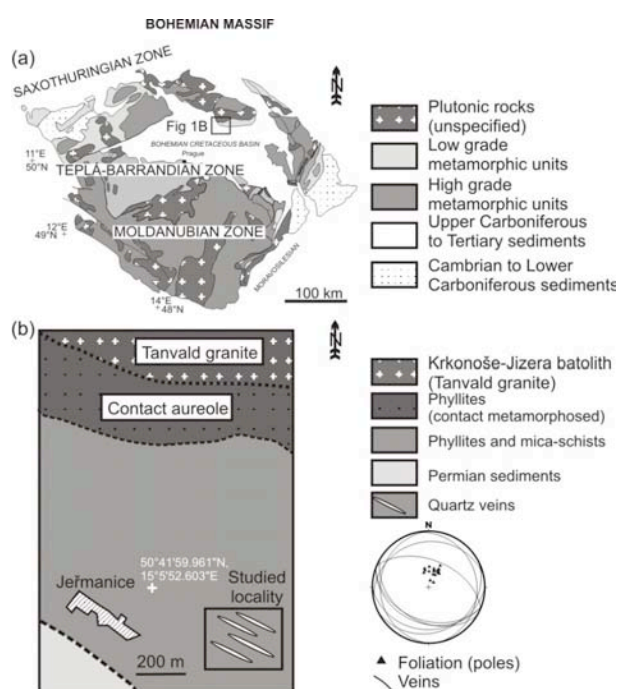 BOHEMIAN MASSIF
(a)
SAXOTHURINGIAN ZONE
N
Fig 1B
BOHEMIAN CRETACEOUS BASIN
Prague
11°E
50°N
TEPLÁ-BARRANDIAN ZONE
12°E
49°N
MOLDANUBIAN ZONE
MORAVOSILESIAN
14°E
48°N
100 km
Plutonic rocks
(unspecified)
Low grade
metamorphic units
High grade
metamorphic units
Upper Carboniferous
to Tertiary sediments
Cambrian to Lower
Carboniferous sediments
(b)
N
Tanvald granite
Contact aureole
50°41'59.961"N,
15°5'52.603"E
Jeřmanice
Studied
locality
200 m
Krkonoše-Jizera batolith
(Tanvald granite)
Phyllites
(contact metamorphosed)
Phyllites and mica-schists
Permian sediments
Quartz veins
N
Foliation (poles)
Veins